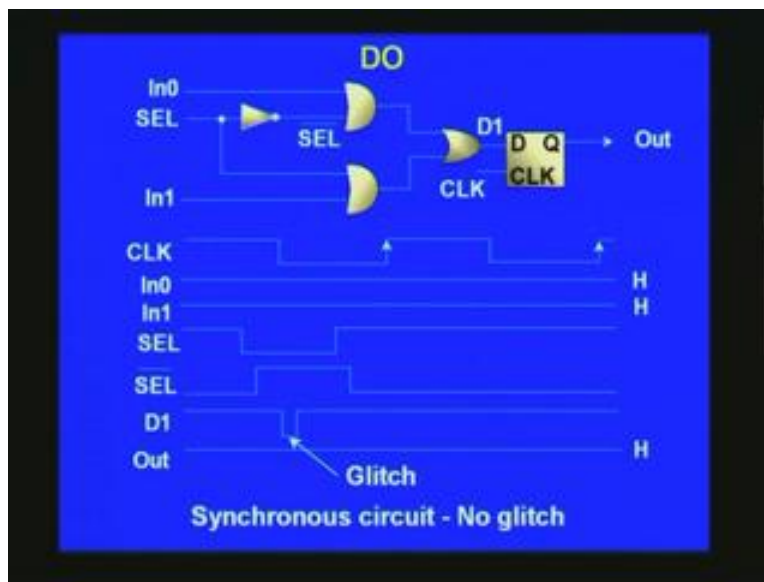 DO
In0
SEL
SEL
D1
D Q
Out
CLK
CLK
In1
CLK
In0 H
In1 H
SEL
SEL
D1
Out H
Glitch
Synchronous circuit - No glitch